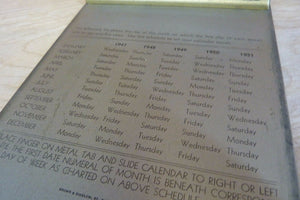 1947 1948 1949 1950 1951
JANUARY Wednesday Thursday Saturday Sunday Monday
FEBRUARY Saturday Sunday Tuesday Wednesday Thursday
MARCH Saturday Monday Tuesday Wednesday Thursday
APRIL Tuesday Thursday Friday Saturday Sunday
MAY Thursday Saturday Sunday Monday Tuesday
JUNE Sunday Tuesday Wednesday Thursday Friday
JULY Tuesday Thursday Friday Saturday Sunday
AUGUST Friday Sunday Monday Tuesday Wednesday
SEPTEMBER Monday Wednesday Thursday Friday Saturday
OCTOBER Wednesday Friday Saturday Sunday Monday
NOVEMBER Saturday Monday Tuesday Wednesday Thursday
DECEMBER Monday Wednesday Thursday Friday Saturday
PLACE FINGER ON METAL TAB AND SLIDE CALENDAR TO RIGHT OR LEFT
THE FIRST DATE NUMERAL OF MONTH IS BENEATH
DAY OF WEEK AS CHARTED ON ABOVE SCHEDULE